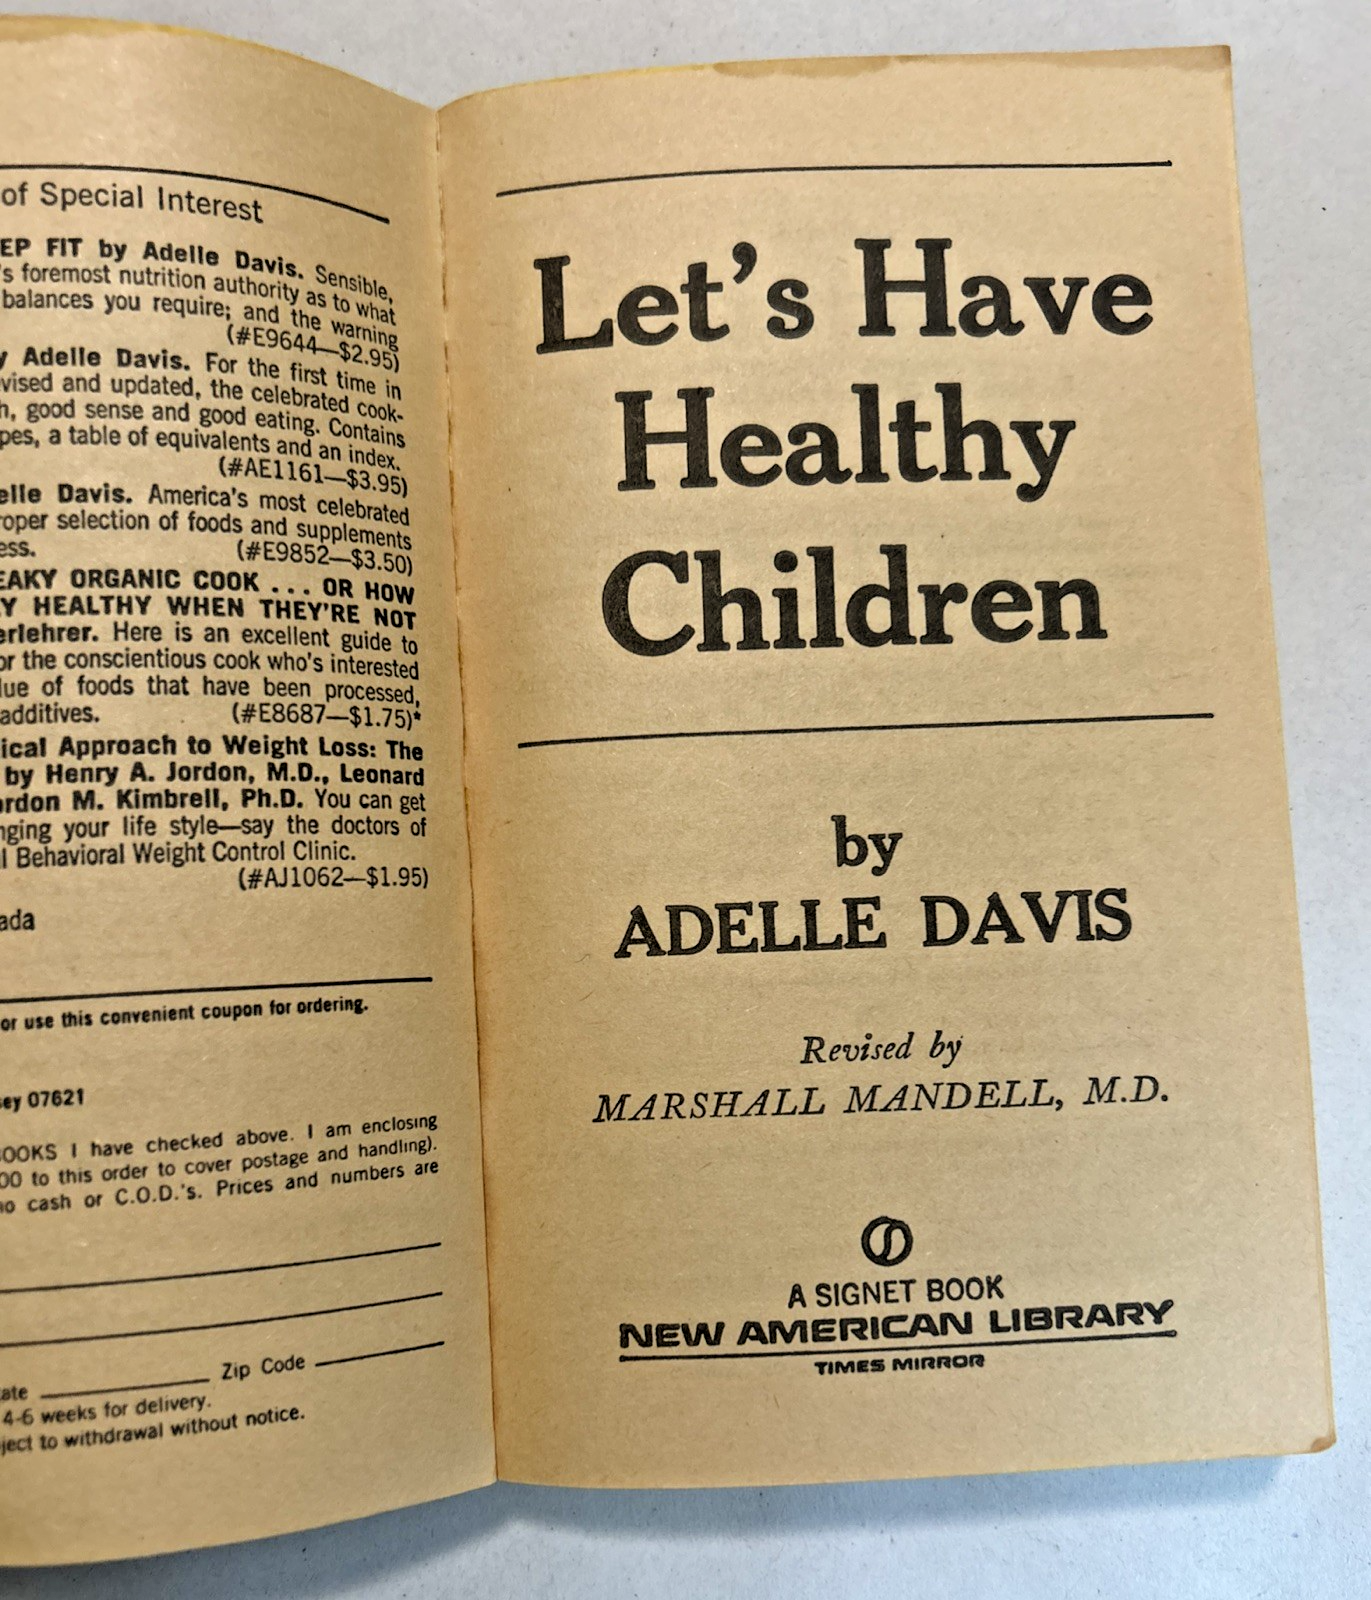 of Special Interest
EP FIT by Adelle Davis. Sensible,
's foremost nutrition authority as to what
balances you require; and the warning
(#E9644—$2.95)
y Adelle Davis. For the first time in
vised and updated, the celebrated cook-
h, good sense and good eating. Contains
pes, a table of equivalents and an index.
(#AE1161—$3.95)
elle Davis. America's most celebrated
roper selection of foods and supplements
ess. (#E9852—$3.50)
EAKY ORGANIC COOK . . . OR HOW
Y HEALTHY WHEN THEY'RE NOT
erlehrer. Here is an excellent guide to
or the conscientious cook who's interested
lue of foods that have been processed,
additives. (#E8687—$1.75)*
ical Approach to Weight Loss: The
by Henry A. Jordon, M.D., Leonard
ordon M. Kimbrell, Ph.D. You can get
nging your life style—say the doctors of
l Behavioral Weight Control Clinic.
(#AJ1062—$1.95)
ada
or use this convenient coupon for ordering.
sey 07621
OOKS I have checked above. I am enclosing
00 to this order to cover postage and handling).
no cash or C.O.D.'s. Prices and numbers are
ate Zip Code
4-6 weeks for delivery.
ject to withdrawal without notice.
Let's Have
Healthy
Children
by
ADELLE DAVIS
Revised by
MARSHALL MANDELL, M.D.
A SIGNET BOOK
NEW AMERICAN LIBRARY
TIMES MIRROR